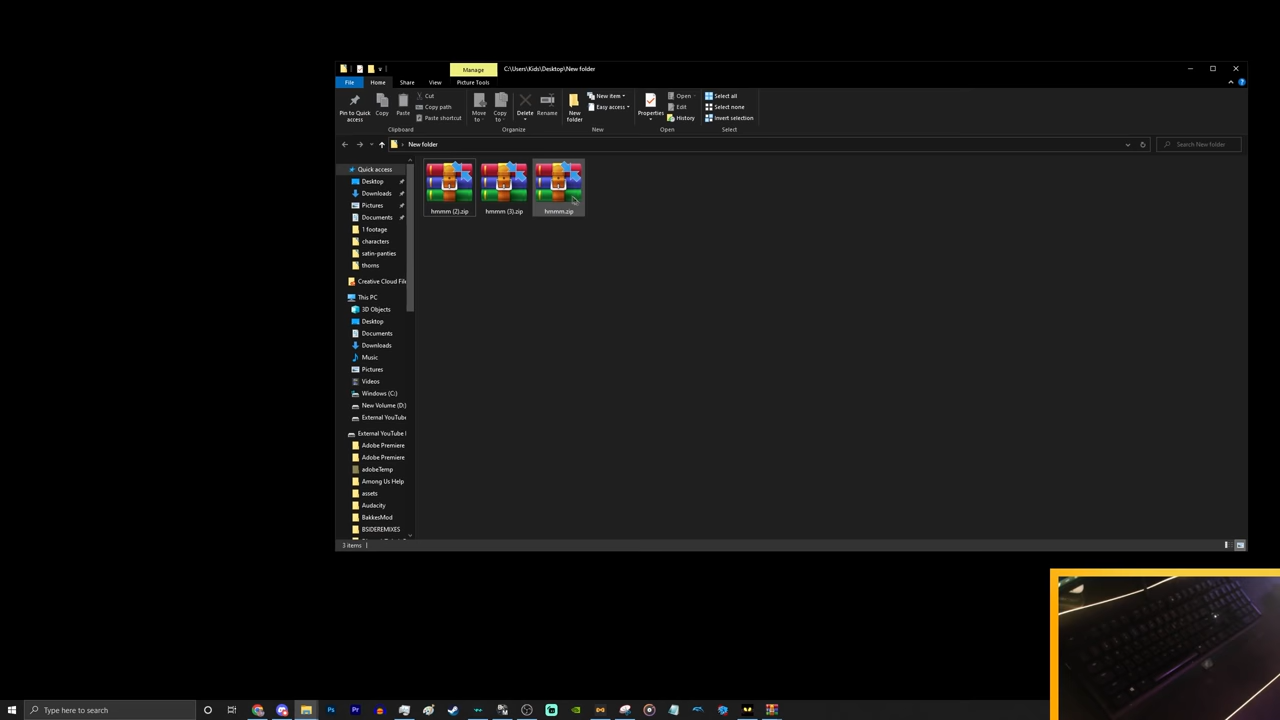 Manage C:\Users\Kids\Desktop\New folder
File Home Share View Picture Tools
Pin to Quick access
Copy
Paste
Cut
Copy path
Paste shortcut
Clipboard
Move to
Copy to
Delete
Rename
Organize
New folder
New item
Easy access
New
Properties
Open
Edit
History
Open
Select all
Select none
Invert selection
Select
New folder
Search New folder
Quick access
Desktop
Downloads
Pictures
Documents
1 footage
characters
satin-panties
thorns
Creative Cloud Fil
This PC
3D Objects
Desktop
Documents
Downloads
Music
Pictures
Videos
Windows (C:)
New Volume (D:)
External YouTube
External YouTube
Adobe Premiere
Adobe Premiere
adobeTemp
Among Us Help
assets
Audacity
BakkesMod
BSIDEREMIXES
hmmm (2).zip
hmmm (3).zip
hmmm.zip
3 items
Type here to search